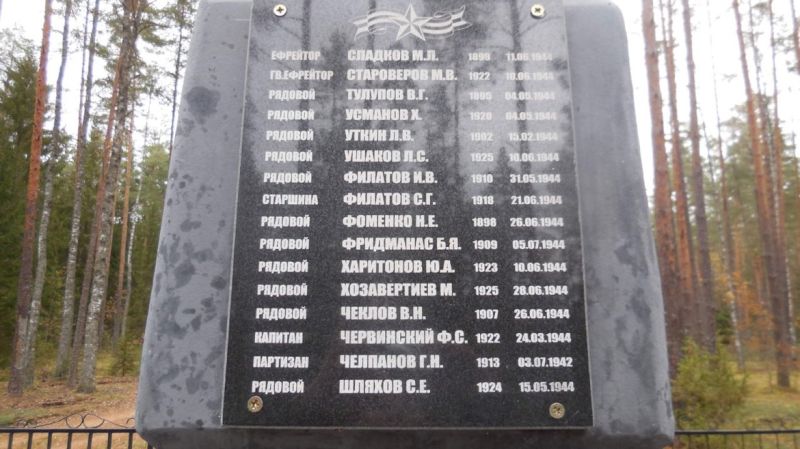 ЕФРЕЙТОР СЛАДКОВ М.Л. 1898 11.06.1944
ГВ.ЕФРЕЙТОР СТАРОВЕРОВ М.В. 1922 10.06.1944
РЯДОВОЙ ТУЛУПОВ В.Г. 1895 04.05.1944
РЯДОВОЙ УСМАНОВ Х. 1920 04.05.1944
РЯДОВОЙ УТКИН Л.В. 1902 15.02.1944
РЯДОВОЙ УШАКОВ Л.С. 1925 10.06.1944
РЯДОВОЙ ФИЛАТОВ И.В. 1910 31.05.1944
СТАРШИНА ФИЛАТОВ С.Г. 1918 21.06.1944
РЯДОВОЙ ФОМЕНКО Н.Е. 1898 26.06.1944
РЯДОВОЙ ФРИДМАНАС Б.Я. 1909 05.07.1944
РЯДОВОЙ ХАРИТОНОВ Ю.А. 1923 10.06.1944
РЯДОВОЙ ХОЗАВЕРТИЕВ М. 1925 28.06.1944
РЯДОВОЙ ЧЕКЛОВ В.Н. 1907 26.06.1944
КАПИТАН ЧЕРВИНСКИЙ Ф.С. 1922 24.03.1944
ПАРТИЗАН ЧЕЛПАНОВ Г.Н. 1913 03.07.1942
РЯДОВОЙ ШЛЯХОВ С.Е. 1924 15.05.1944